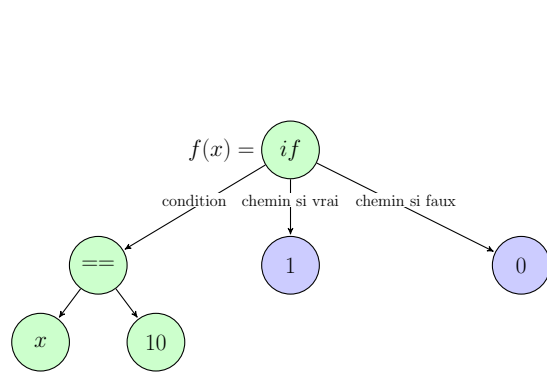 f(x) = if
condition chemin si vrai chemin si faux
== 1 0
x 10